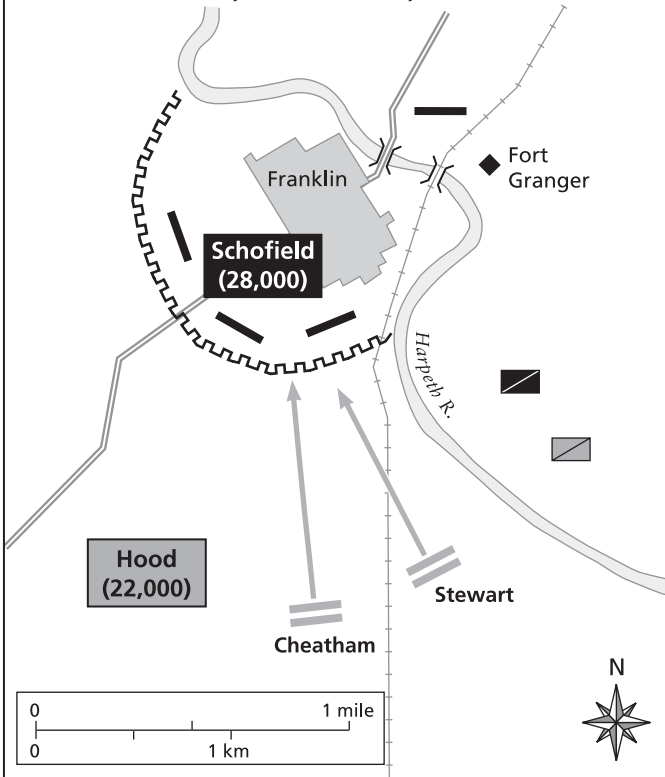 Franklin
Fort
Granger
Schofield
(28,000)
Harpeth R.
Hood
(22,000)
Stewart
Cheatham
N
0 1 mile
0 1 km